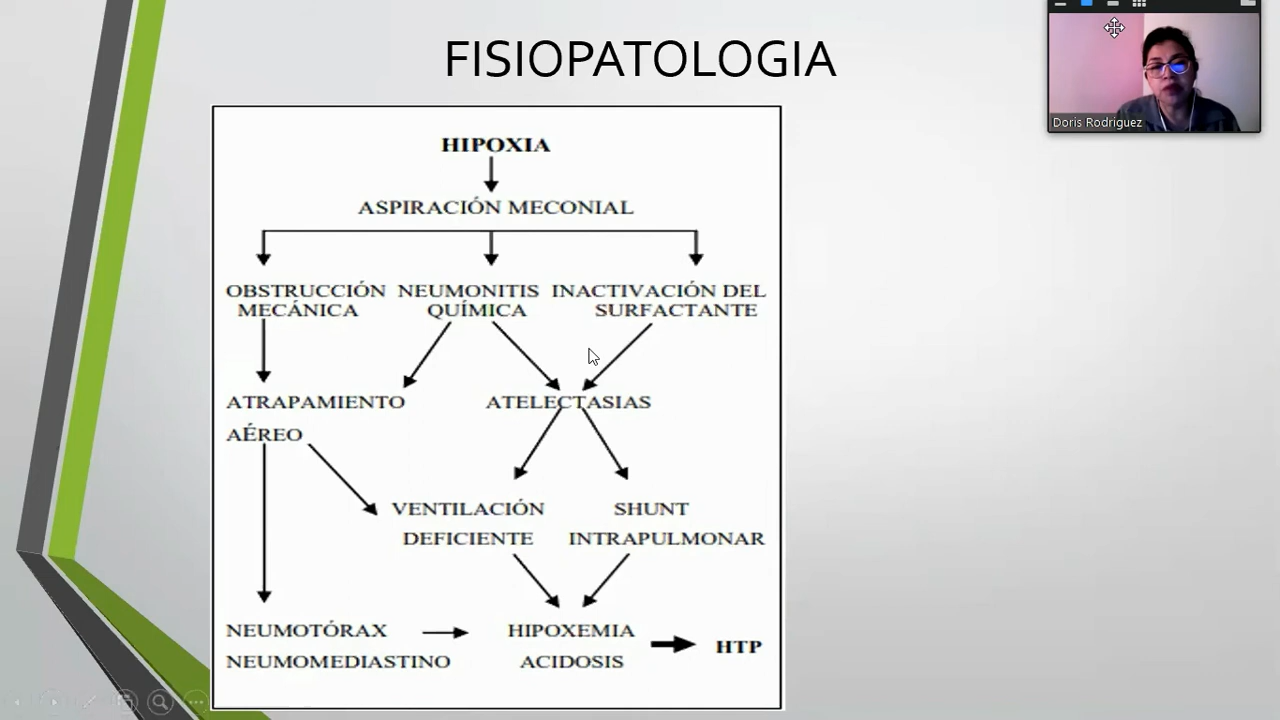 FISIOPATOLOGIA
Doris Rodriguez
HIPOXIA
ASPIRACIÓN MECONIAL
OBSTRUCCIÓN MECÁNICA
NEUMONITIS QUÍMICA
INACTIVACIÓN DEL SURFACTANTE
ATRAPAMIENTO AÉREO
ATELECTASIAS
VENTILACIÓN DEFICIENTE
SHUNT INTRAPULMONAR
NEUMOTÓRAX
NEUMOMEDIASTINO
HIPOXEMIA
ACIDOSIS
HTP